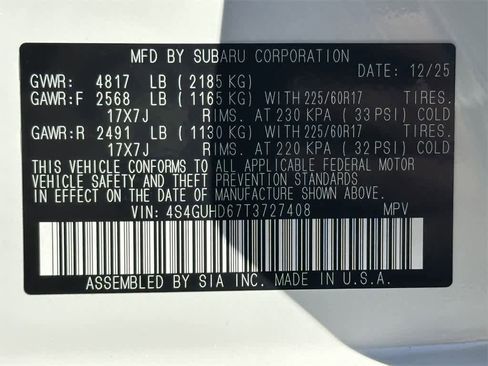 MFD BY SUBARU CORPORATION
DATE: 12/25
GVWR: 4817 LB (2185 KG)
GAWR:F 2568 LB (1165 KG) WITH 225/60R17 TIRES.
17X7J RIMS. AT 230 KPA (33 PSI) COLD
GAWR:R 2491 LB (1130 KG) WITH 225/60R17 TIRES.
17X7J RIMS. AT 220 KPA (32 PSI) COLD
THIS VEHICLE CONFORMS TO ALL APPLICABLE FEDERAL MOTOR
VEHICLE SAFETY AND THEFT PREVENTION STANDARDS
IN EFFECT ON THE DATE OF MANUFACTURE SHOWN ABOVE.
VIN: 4S4GUHD67T3727408 MPV
ASSEMBLED BY SIA INC. MADE IN U.S.A.